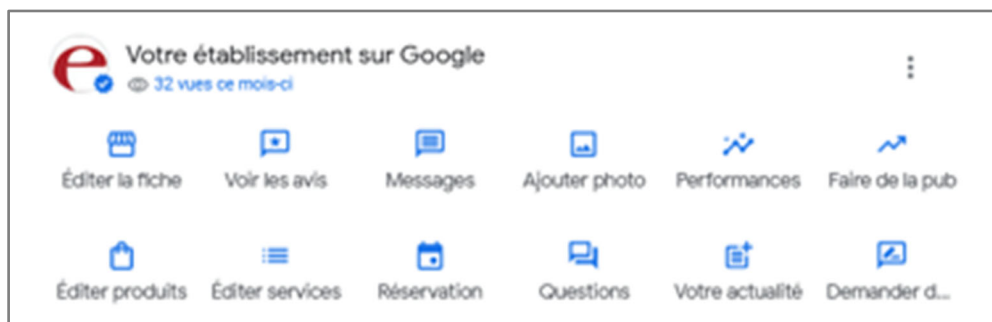 Votre établissement sur Google
32 vues ce mois-ci
Éditer la fiche Voir les avis Messages Ajouter photo Performances Faire de la pub
Éditer produits Éditer services Réservation Questions Votre actualité Demander d...